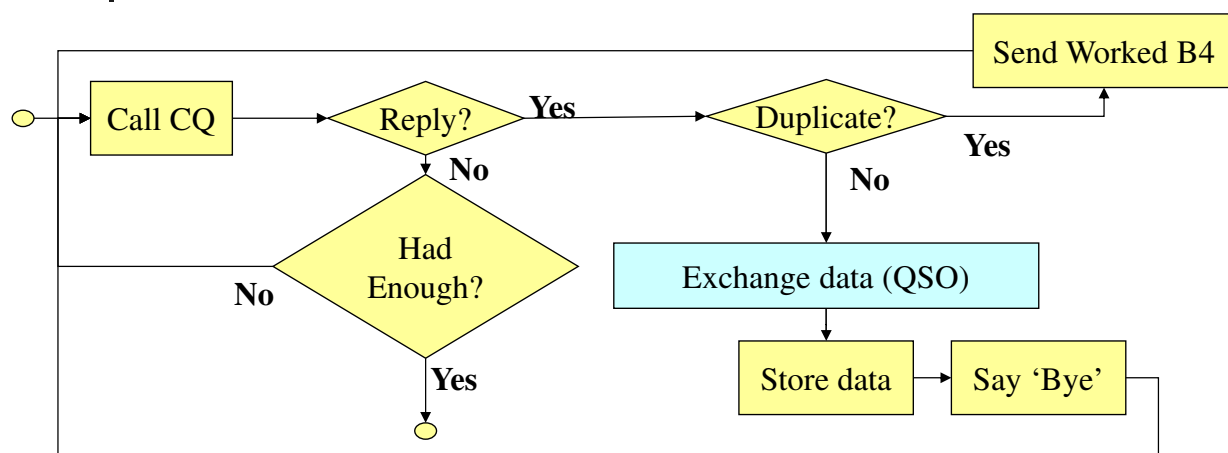 Send Worked B4
Call CQ
Reply?
Yes
Duplicate?
Yes
No
No
Had
Enough?
No
Exchange data (QSO)
Yes
Store data
Say ‘Bye’